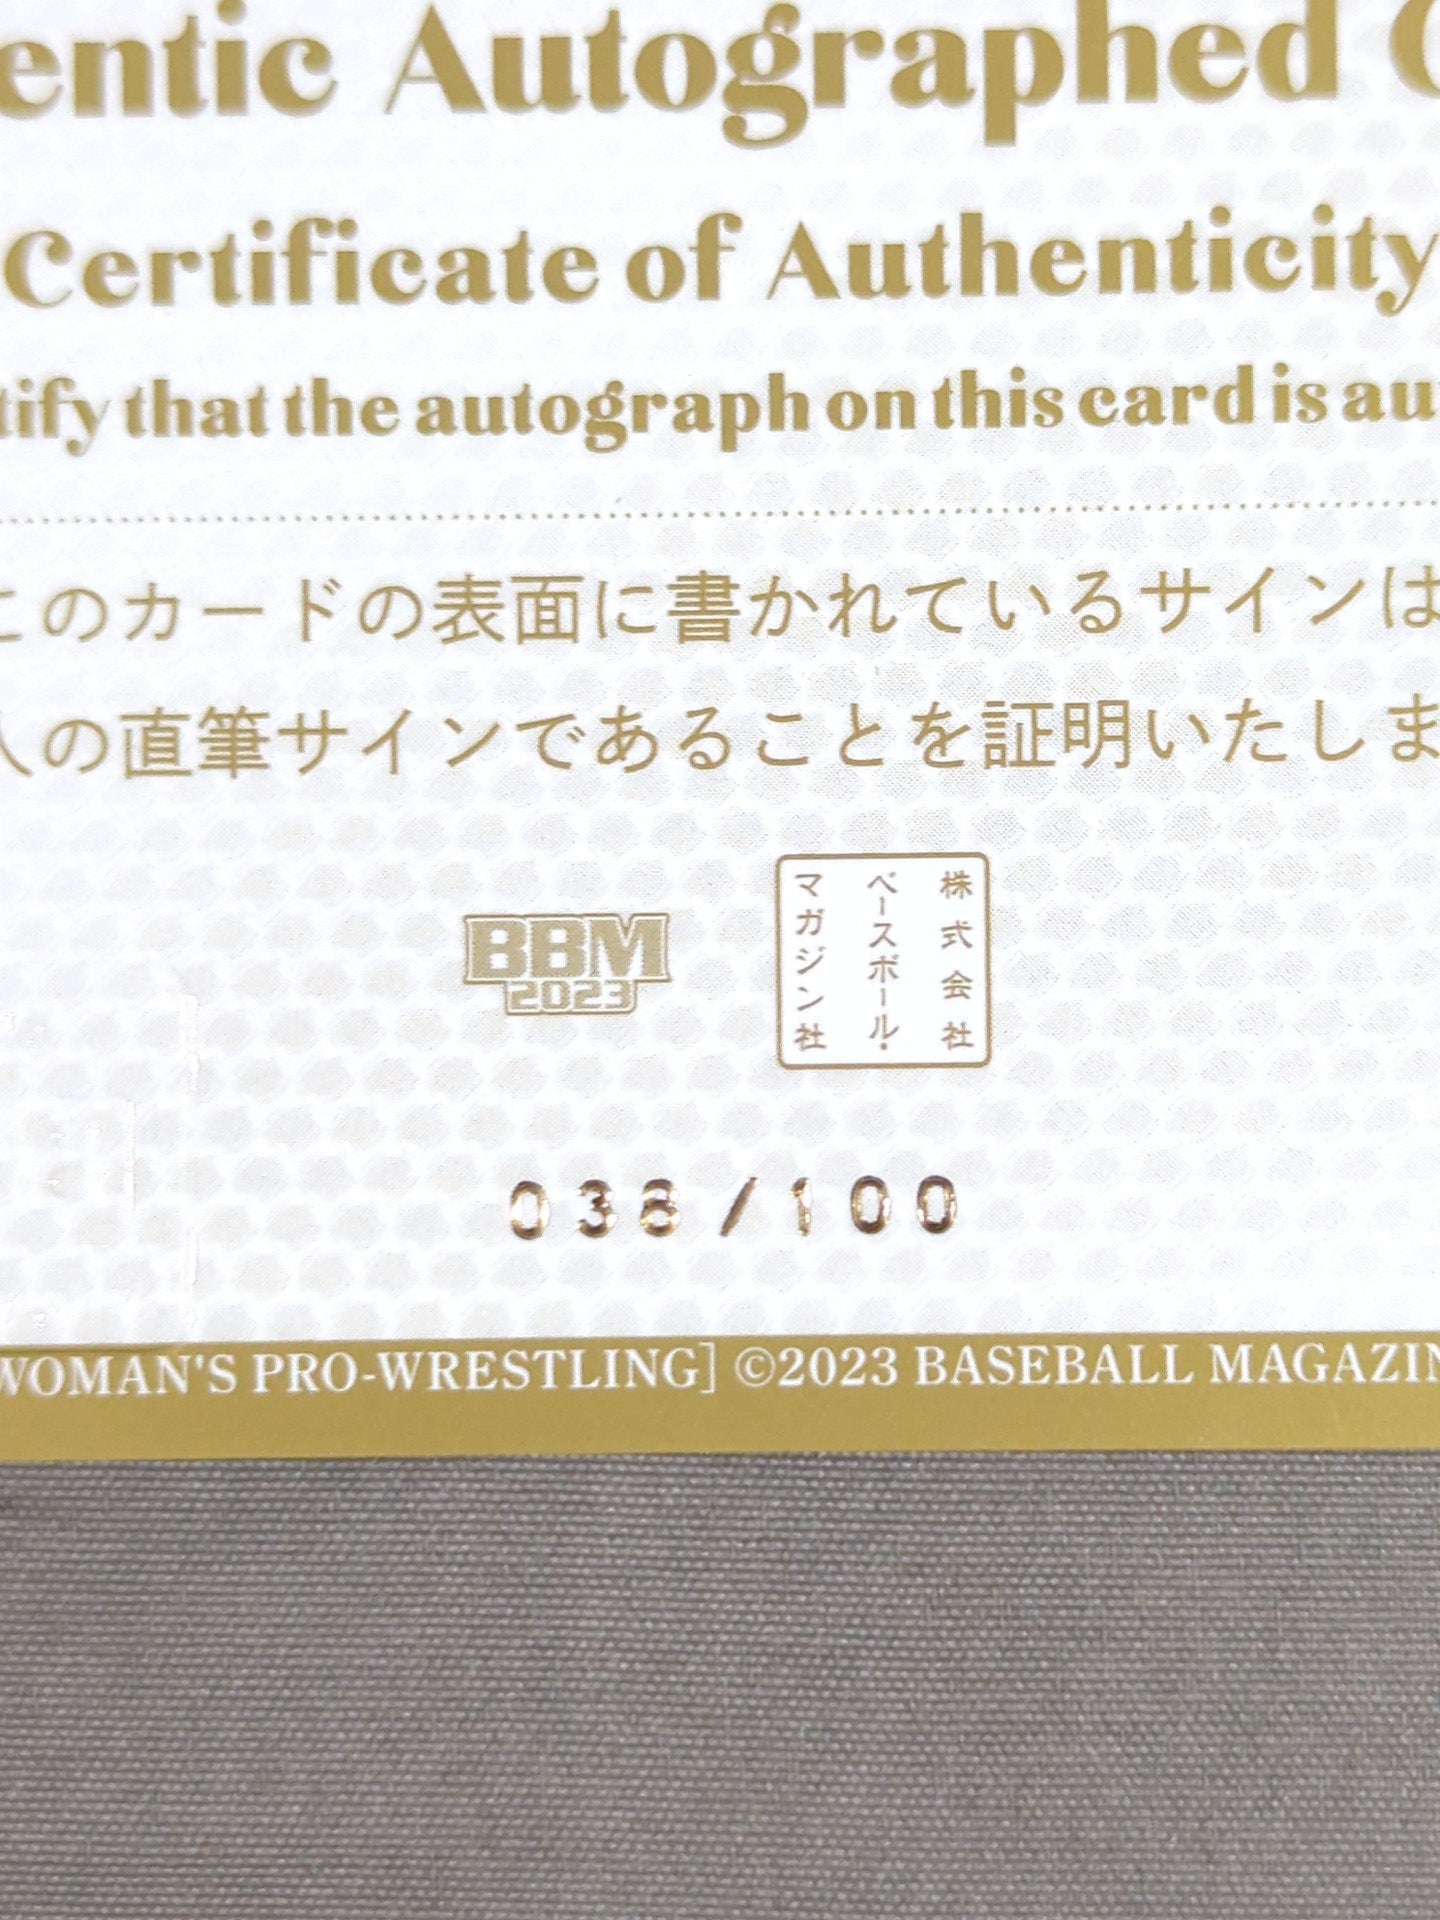 entic Autographed
Certificate of Authenticity
tify that the autograph on this card is au
このカードの表面に書かれているサインは
人の直筆サインであることを証明いたしま
BBM
2023
株式会社
ベースボール・
マガジン社
038/100
WOMAN'S PRO-WRESTLING] ©2023 BASEBALL MAGAZIN